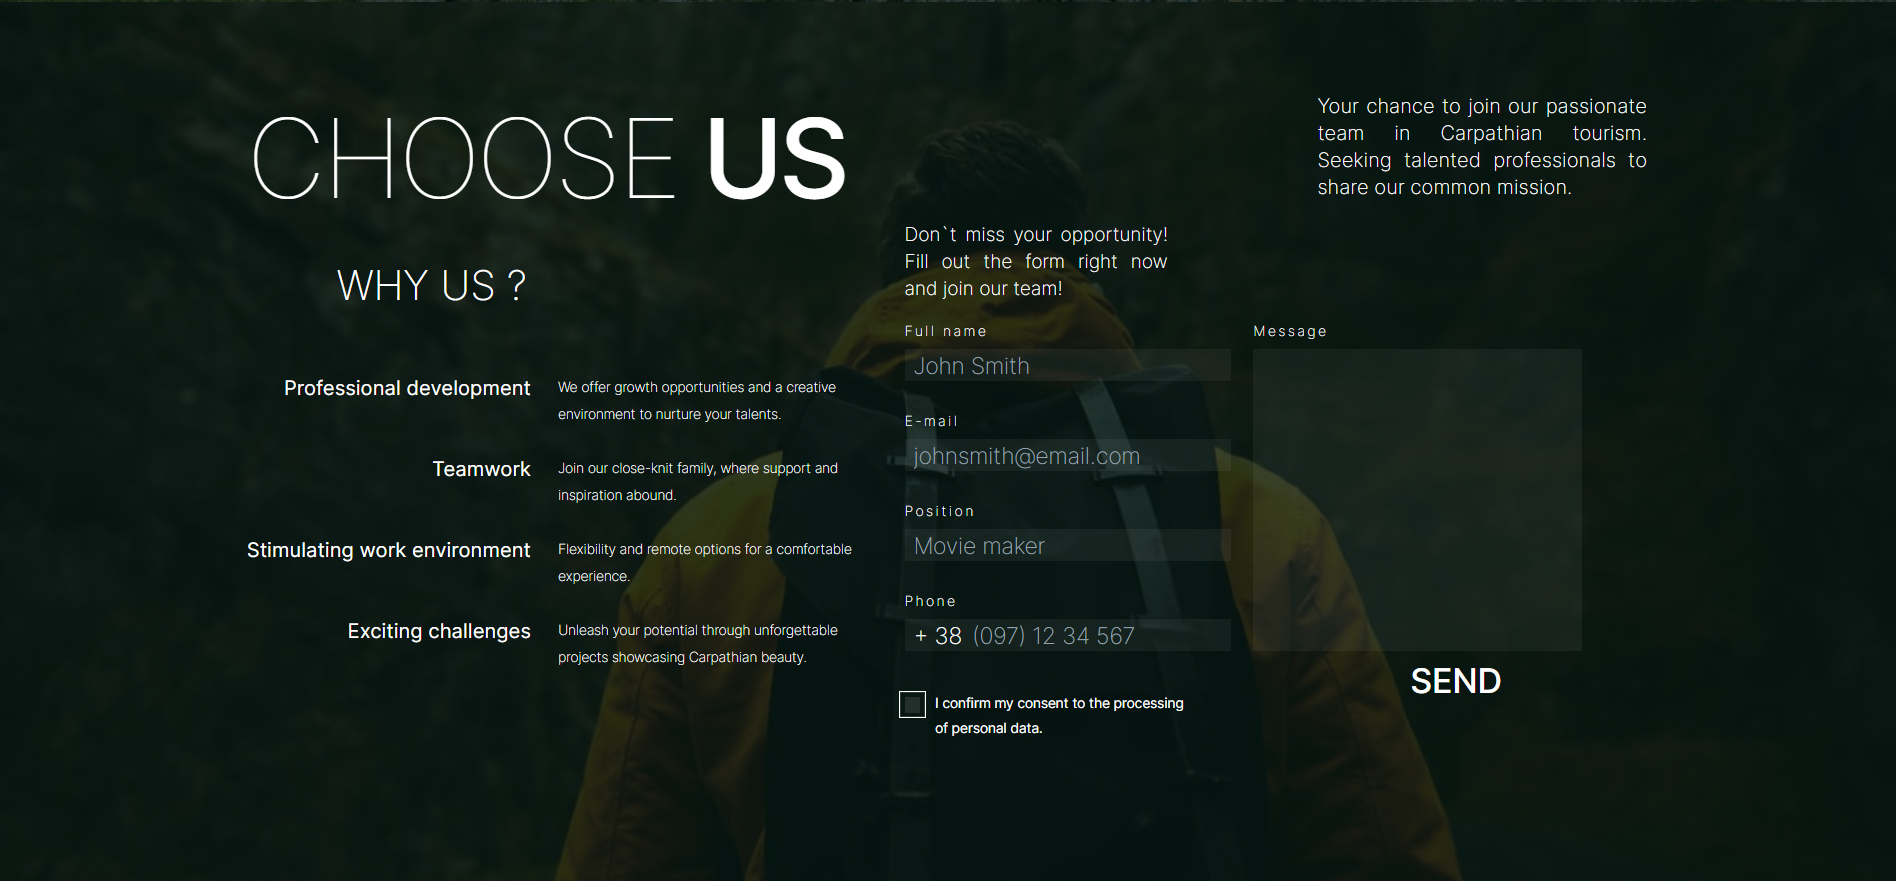 CHOOSE US
Your chance to join our passionate
team in Carpathian tourism.
Seeking talented professionals to
share our common mission.
WHY US ?
Professional development
We offer growth opportunities and a creative
environment to nurture your talents.
Teamwork
Join our close-knit family, where support and
inspiration abound.
Stimulating work environment
Flexibility and remote options for a comfortable
experience.
Exciting challenges
Unleash your potential through unforgettable
projects showcasing Carpathian beauty.
Don`t miss your opportunity!
Fill out the form right now
and join our team!
Full name
John Smith
E-mail
johnsmith@email.com
Position
Movie maker
Phone
+ 38 (097) 12 34 567
I confirm my consent to the processing
of personal data.
Message
SEND